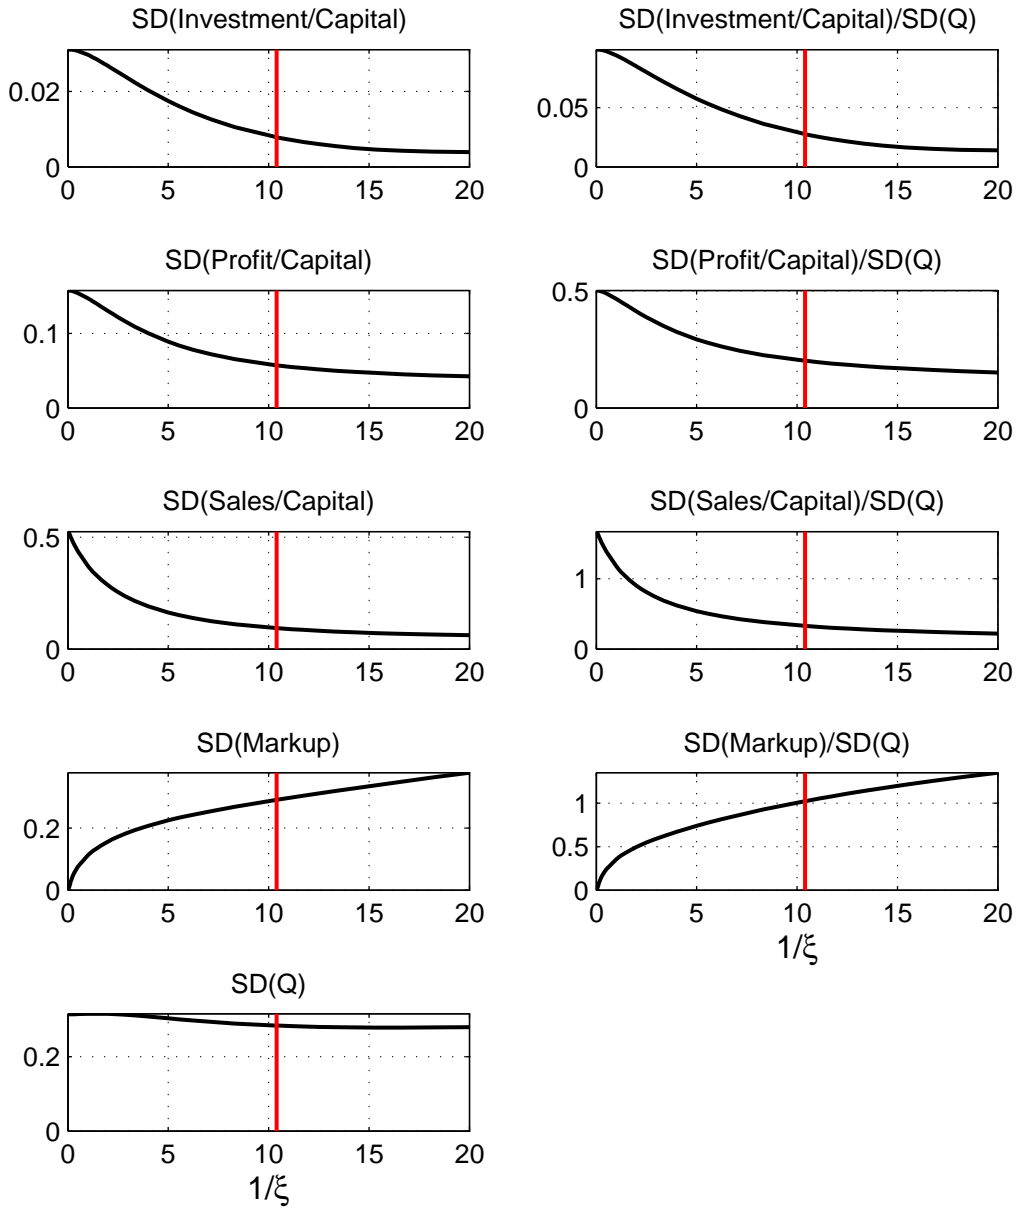 SD(Investment/Capital)
0.02
0
0 5 10 15 20
SD(Investment/Capital)/SD(Q)
0.05
0
0 5 10 15 20
SD(Profit/Capital)
0.1
0
0 5 10 15 20
SD(Profit/Capital)/SD(Q)
0.5
0
0 5 10 15 20
SD(Sales/Capital)
0.5
0
0 5 10 15 20
SD(Sales/Capital)/SD(Q)
1
0
0 5 10 15 20
SD(Markup)
0.2
0
0 5 10 15 20
SD(Markup)/SD(Q)
1
0.5
0
0 5 10 15 20
1/ξ
SD(Q)
0.2
0
0 5 10 15 20
1/ξ